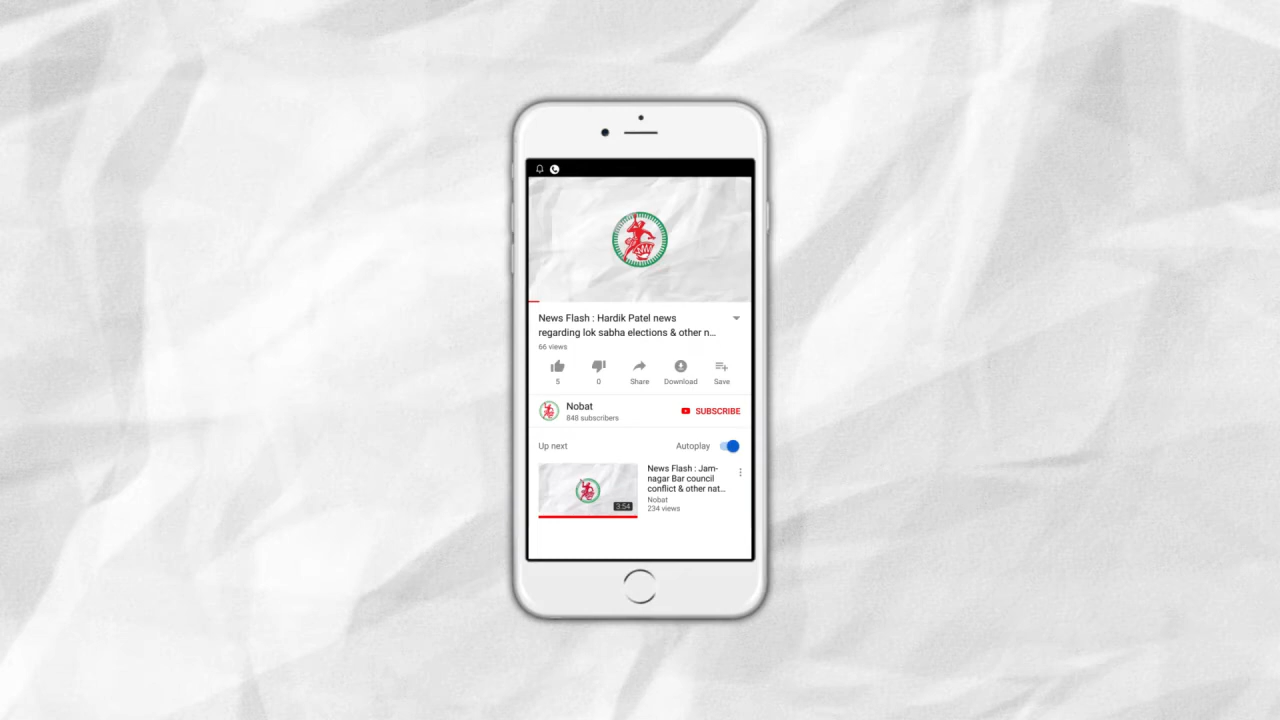 News Flash : Hardik Patel news
regarding lok sabha elections & other n...
66 views
5
0
Share
Download
Save
Nobat
848 subscribers
SUBSCRIBE
Up next
Autoplay
News Flash : Jam-
nagar Bar council
conflict & other nat...
Nobat
234 views
3:54